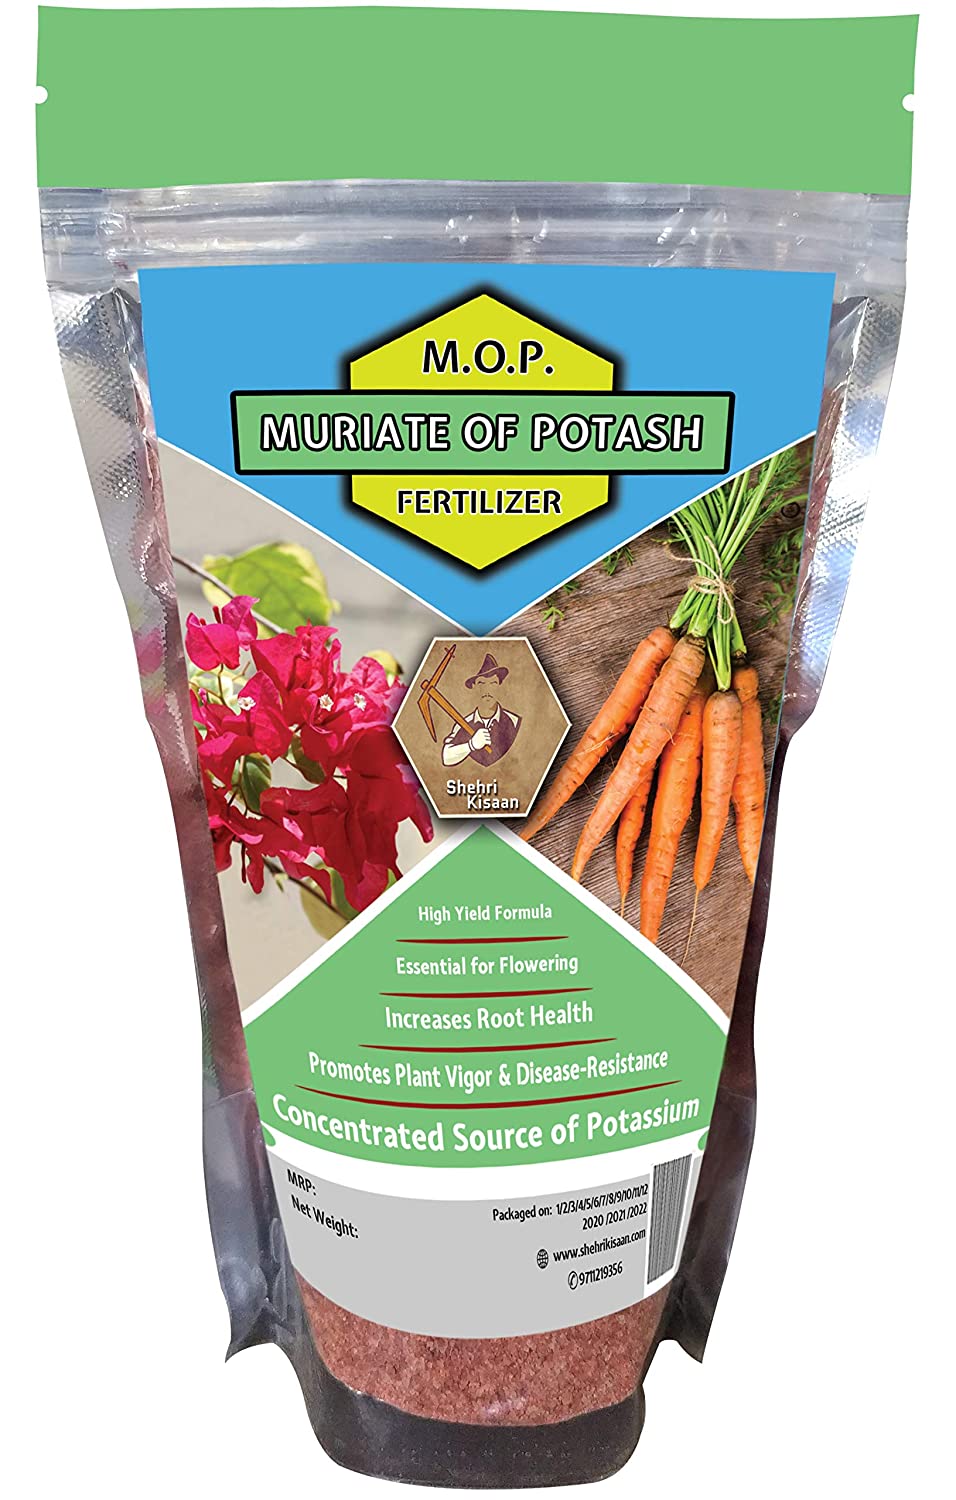 M.O.P.
MURIATE OF POTASH
FERTILIZER
Shehri
Kisaan
High Yield Formula
Essential for Flowering
Increases Root Health
Promotes Plant Vigor & Disease-Resistance
Concentrated Source of Potassium
MRP:
Net Weight:
Packaged on: 1/2/3/4/5/6/7/8/9/10/11/12
2020 /2021 /2022
www.shehrikisaan.com
9711219356